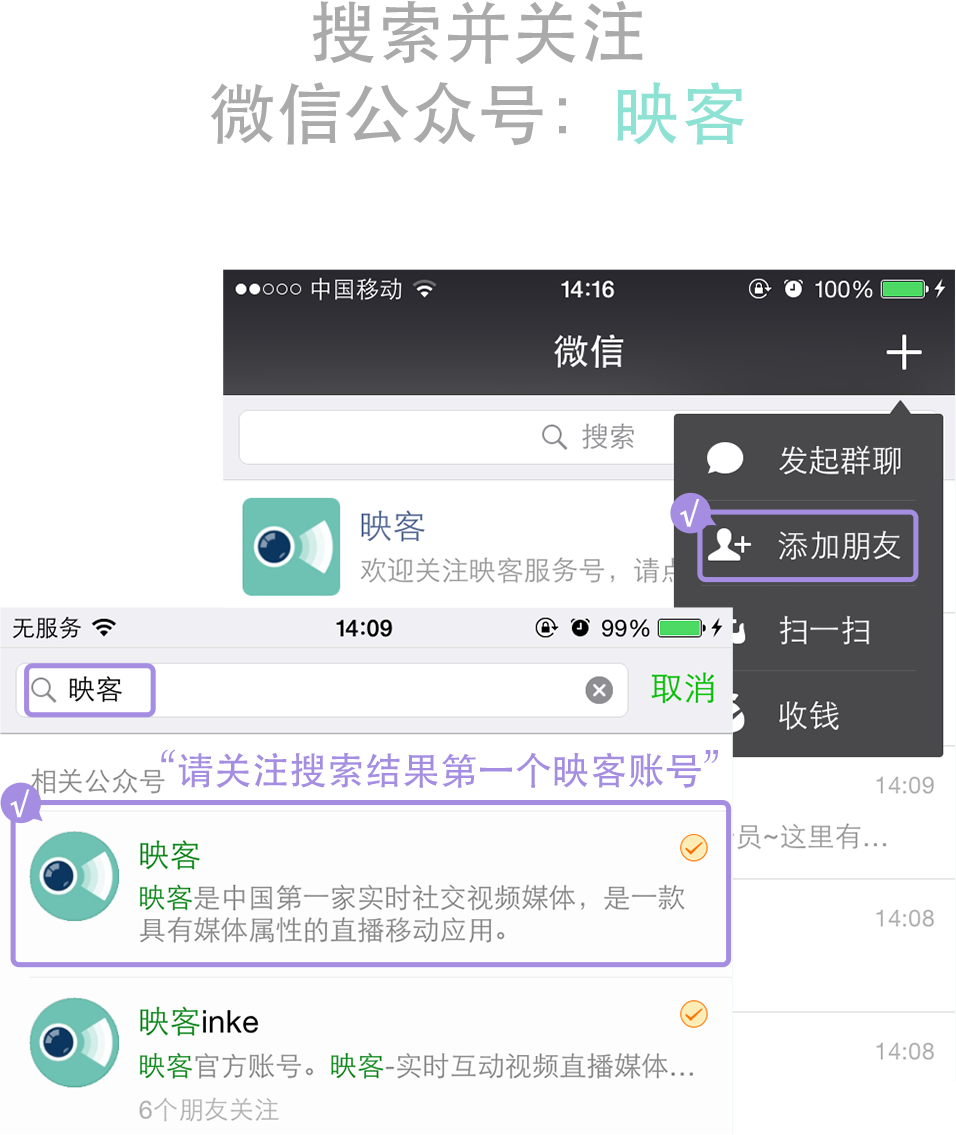 搜索并关注
微信公众号：映客
中国移动
14:16
100%
微信
搜索
发起群聊
映客
欢迎关注映客服务号，请点
添加朋友
扫一扫
收钱
无服务
14:09
99%
映客
取消
“请关注搜索结果第一个映客账号”
相关公众号
14:09
员~这里有...
映客
映客是中国第一家实时社交视频媒体，是一款
具有媒体属性的直播移动应用。
14:08
映客inke
映客官方账号。映客-实时互动视频直播媒体...
6个朋友关注
14:08